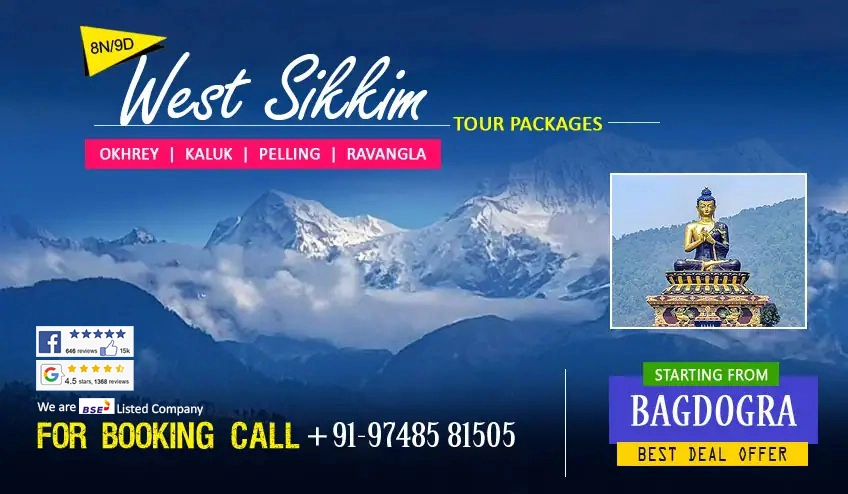 8N/9D
West Sikkim
TOUR PACKAGES
OKHREY | KALUK | PELLING | RAVANGLA
646 reviews 15k
4.5 stars, 1368 reviews
We are BSE Listed Company
FOR BOOKING CALL +91-97485 81505
STARTING FROM
BAGDOGRA
BEST DEAL OFFER